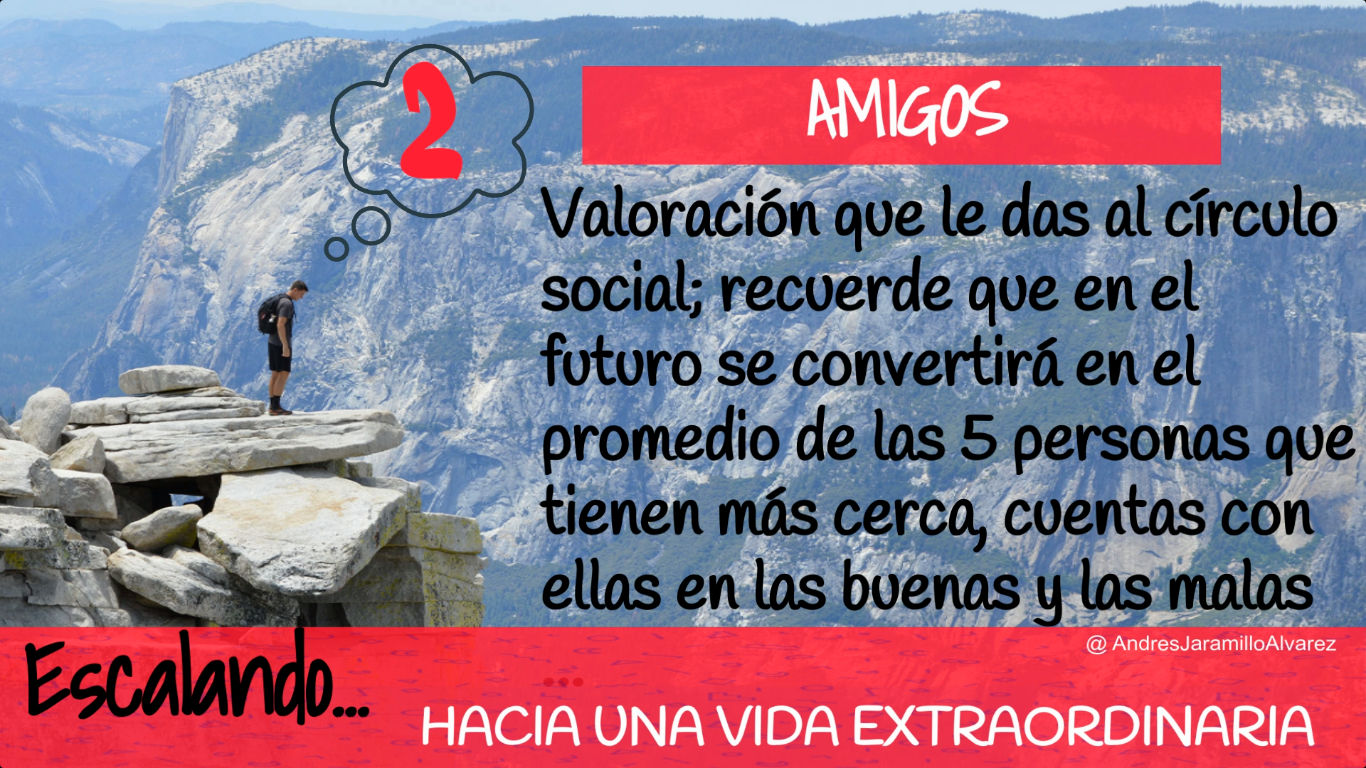 2
AMIGOS
Valoración que le das al círculo
social; recuerde que en el
futuro se convertirá en el
promedio de las 5 personas que
tienen más cerca, cuentas con
ellas en las buenas y las malas
...
@ AndresJaramilloAlvarez
Escalando...
HACIA UNA VIDA EXTRAORDINARIA